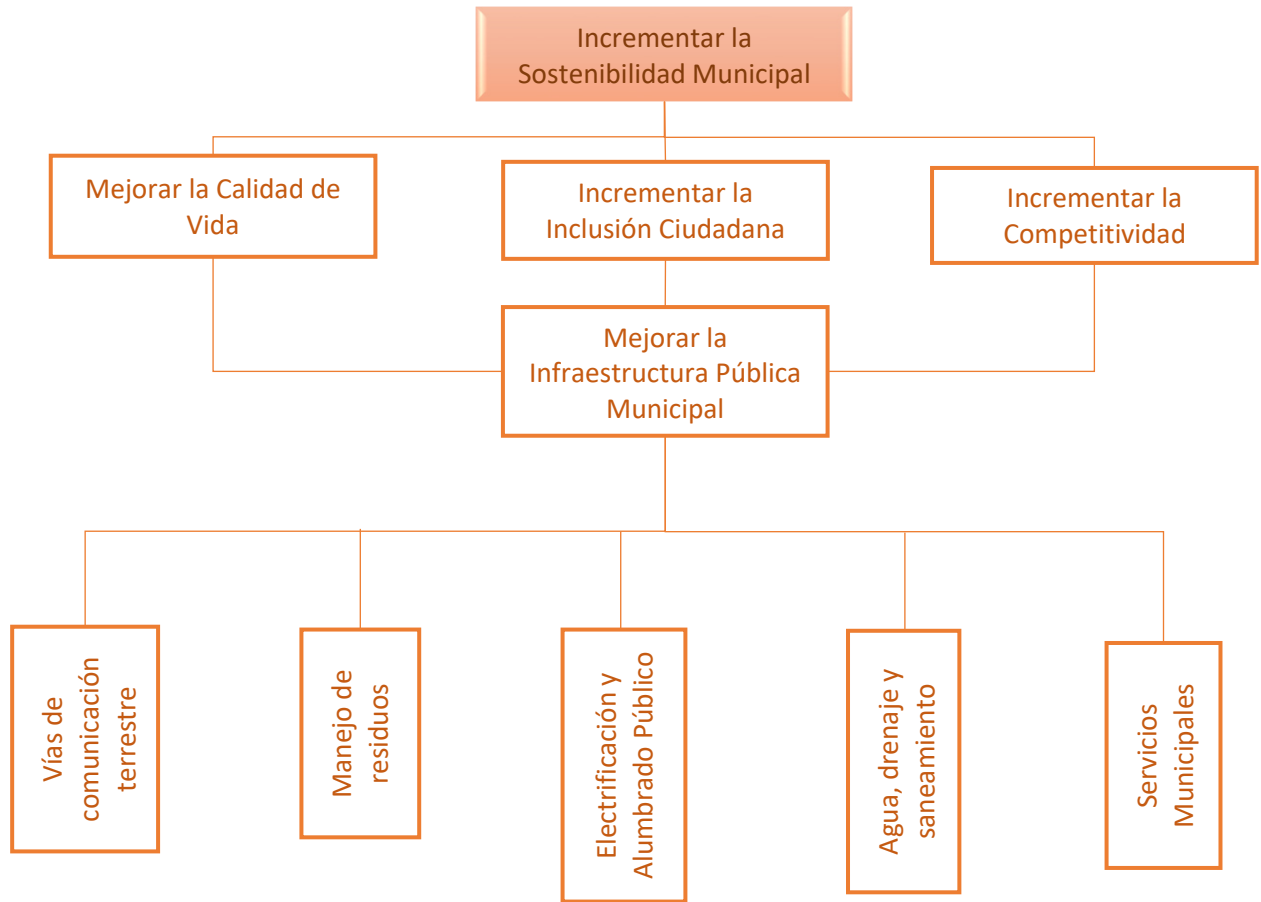 Incrementar la
Sostenibilidad Municipal
Mejorar la Calidad de
Vida
Incrementar la
Inclusión Ciudadana
Incrementar la
Competitividad
Mejorar la
Infraestructura Pública
Municipal
Vías de
comunicación
terrestre
Manejo de
residuos
Electrificación y
Alumbrado Público
Agua, drenaje y
saneamiento
Servicios
Municipales